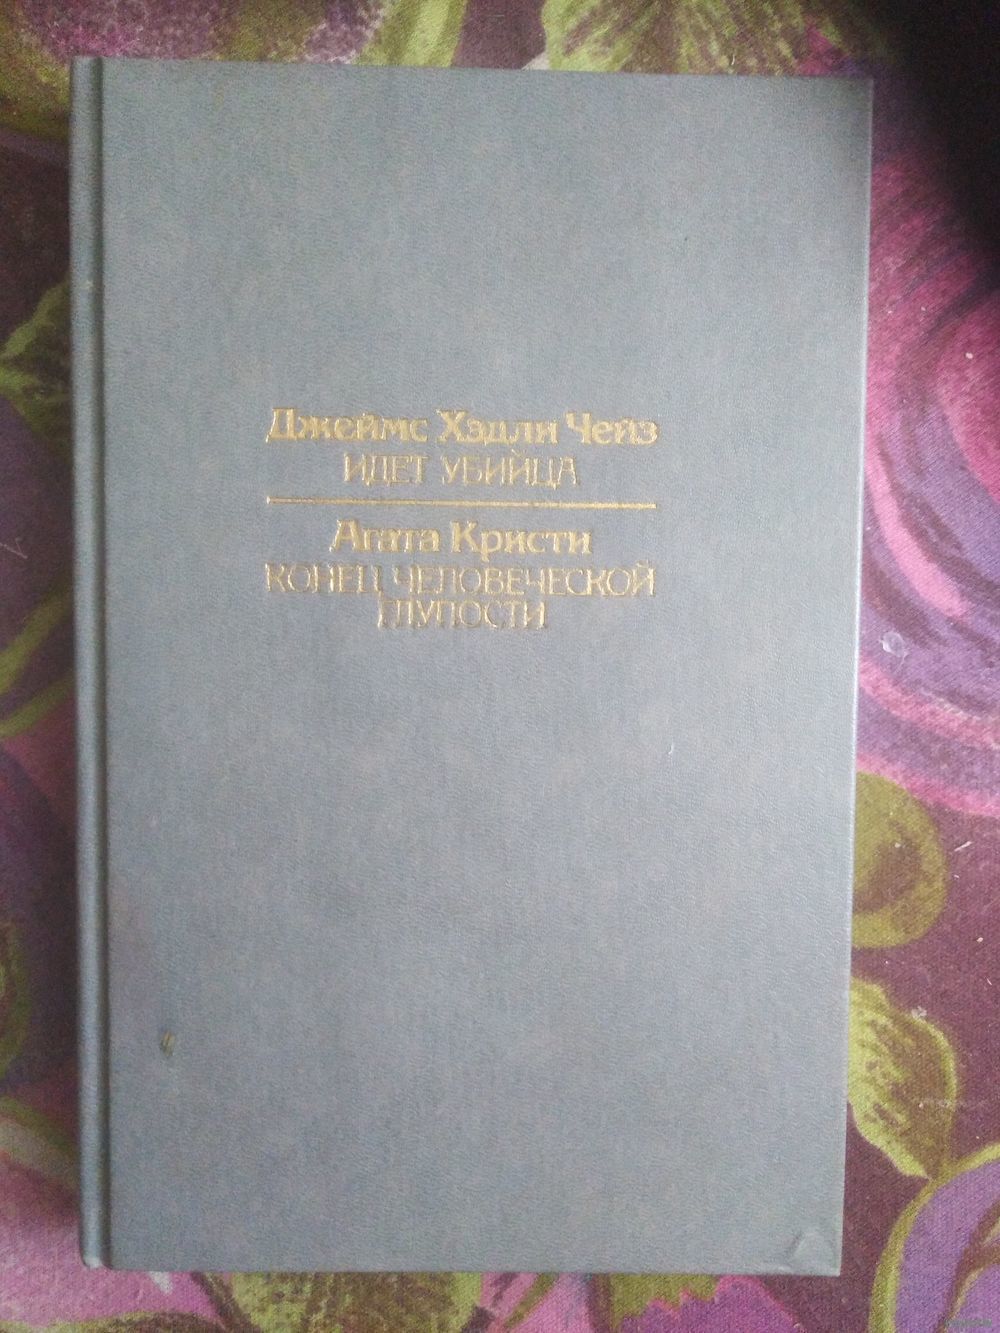 Джеймс Хэдли Чейз
ИДЕТ УБИЙЦА
Агата Кристи
КОНЕЦ ЧЕЛОВЕЧЕСКОЙ
ГЛУПОСТИ